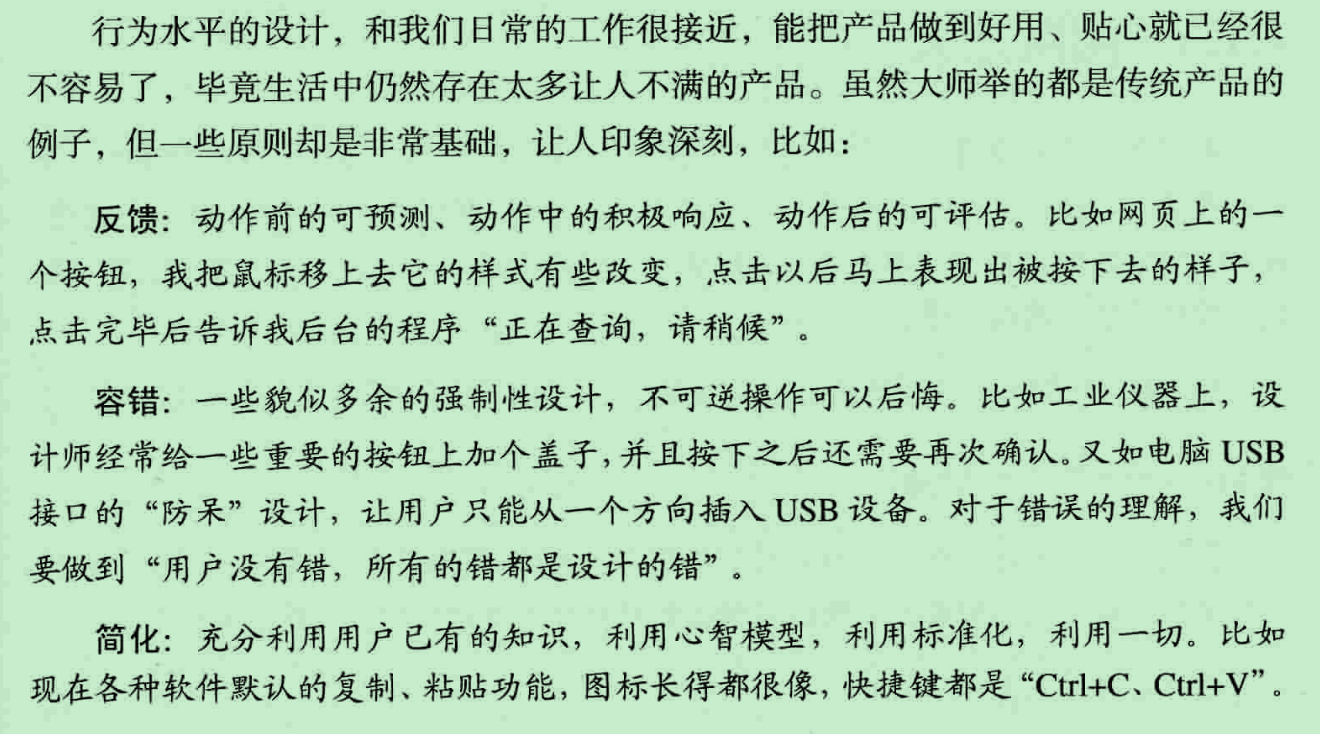 行为水平的设计，和我们日常的工作很接近，能把产品做到好用、贴心就已经很
不容易了，毕竟生活中仍然存在太多让人不满的产品。虽然大师举的都是传统产品的
例子，但一些原则却是非常基础，让人印象深刻，比如：
反馈：动作前的可预测、动作中的积极响应、动作后的可评估。比如网页上的一
个按钮，我把鼠标移上去它的样式有些改变，点击以后马上表现出被按下去的样子，
点击完毕后告诉我后台的程序“正在查询，请稍候”。
容错：一些貌似多余的强制性设计，不可逆操作可以后悔。比如工业仪器上，设
计师经常给一些重要的按钮上加个盖子，并且按下之后还需要再次确认。又如电脑 USB
接口的“防呆”设计，让用户只能从一个方向插入 USB 设备。对于错误的理解，我们
要做到“用户没有错，所有的错都是设计的错”。
简化：充分利用用户已有的知识，利用心智模型，利用标准化，利用一切。比如
现在各种软件默认的复制、粘贴功能，图标长得都很像，快捷键都是“Ctrl+C、Ctrl+V”。